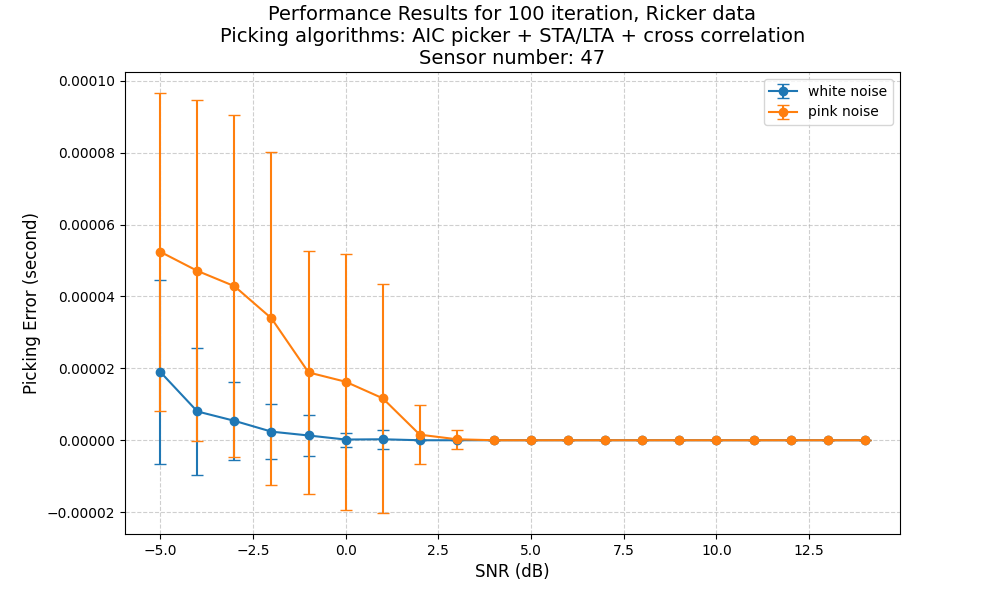 Performance Results for 100 iteration, Ricker data
Picking algorithms: AIC picker + STA/LTA + cross correlation
Sensor number: 47
white noise
pink noise
Picking Error (second)
0.00010
0.00008
0.00006
0.00004
0.00002
0.00000
−0.00002
−5.0 −2.5 0.0 2.5 5.0 7.5 10.0 12.5
SNR (dB)